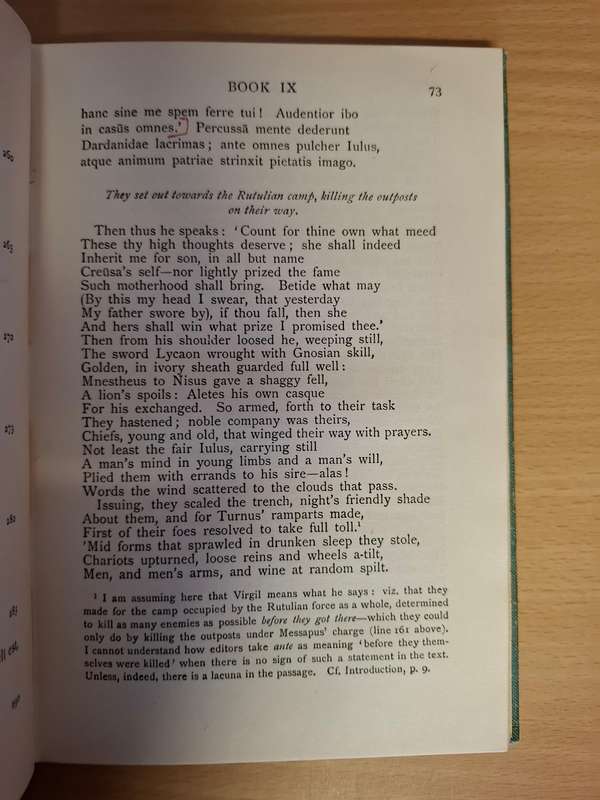 BOOK IX
73
hanc sine me spem ferre tui! Audentior ibo
in casūs omnes.’ Percussā mente dederunt
Dardanidae lacrimas; ante omnes pulcher Iulus,
atque animum patriae strinxit pietatis imago.
They set out towards the Rutulian camp, killing the outposts
on their way.
Then thus he speaks: ‘Count for thine own what meed
These thy high thoughts deserve; she shall indeed
Inherit me for son, in all but name
Creüsa’s self—nor lightly prized the fame
Such motherhood shall bring. Betide what may
(By this my head I swear, that yesterday
My father swore by), if thou fall, then she
And hers shall win what prize I promised thee.’
Then from his shoulder loosed he, weeping still,
The sword Lycaon wrought with Gnosian skill,
Golden, in ivory sheath guarded full well:
Mnestheus to Nisus gave a shaggy fell,
A lion’s spoils: Aletes his own casque
For his exchanged. So armed, forth to their task
They hastened; noble company was theirs,
Chiefs, young and old, that winged their way with prayers.
Not least the fair Iulus, carrying still
A man’s mind in young limbs and a man’s will,
Plied them with errands to his sire—alas!
Words the wind scattered to the clouds that pass.
Issuing, they scaled the trench, night’s friendly shade
About them, and for Turnus’ ramparts made,
First of their foes resolved to take full toll.¹
’Mid forms that sprawled in drunken sleep they stole,
Chariots upturned, loose reins and wheels a-tilt,
Men, and men’s arms, and wine at random spilt.
¹ I am assuming here that Virgil means what he says: viz. that they
made for the camp occupied by the Rutulian force as a whole, determined
to kill as many enemies as possible before they got there—which they could
only do by killing the outposts under Messapus’ charge (line 161 above).
I cannot understand how editors take ante as meaning ‘before they them-
selves were killed’ when there is no sign of such a statement in the text.
Unless, indeed, there is a lacuna in the passage. Cf. Introduction, p. 9.